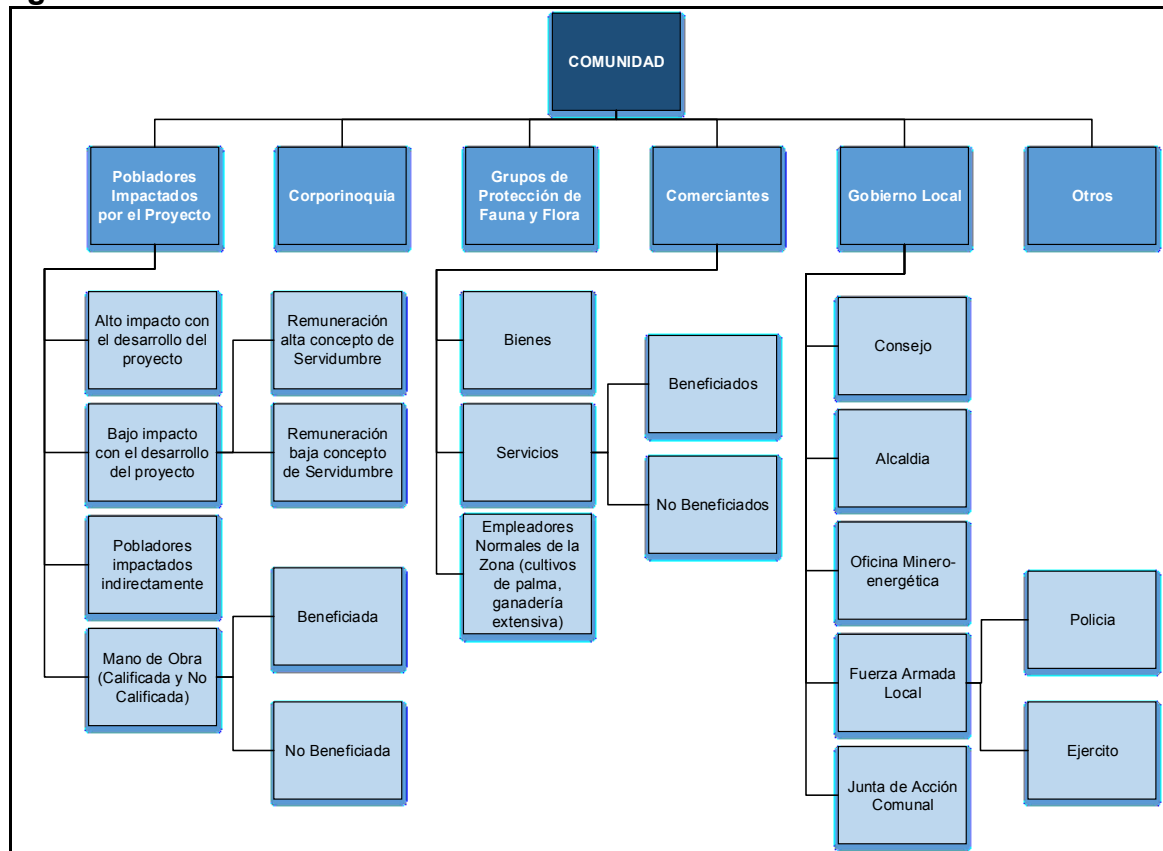 COMUNIDAD
Pobladores
Impactados
por el Proyecto
Corporinoquia
Grupos de
Protección de
Fauna y Flora
Comerciantes
Gobierno Local
Otros
Alto impacto con
el desarrollo del
proyecto
Remuneración
alta concepto de
Servidumbre
Bajo impacto
con el desarrollo
del proyecto
Remuneración
baja concepto
de Servidumbre
Pobladores
impactados
indirectamente
Mano de Obra
(Calificada y No
Calificada)
Beneficiada
No Beneficiada
Bienes
Servicios
Empleadores
Normales de la
Zona (cultivos
de palma,
ganadería
extensiva)
Beneficiados
No Beneficiados
Consejo
Alcaldia
Oficina Minero-
energética
Fuerza Armada
Local
Junta de Acción
Comunal
Policia
Ejercito